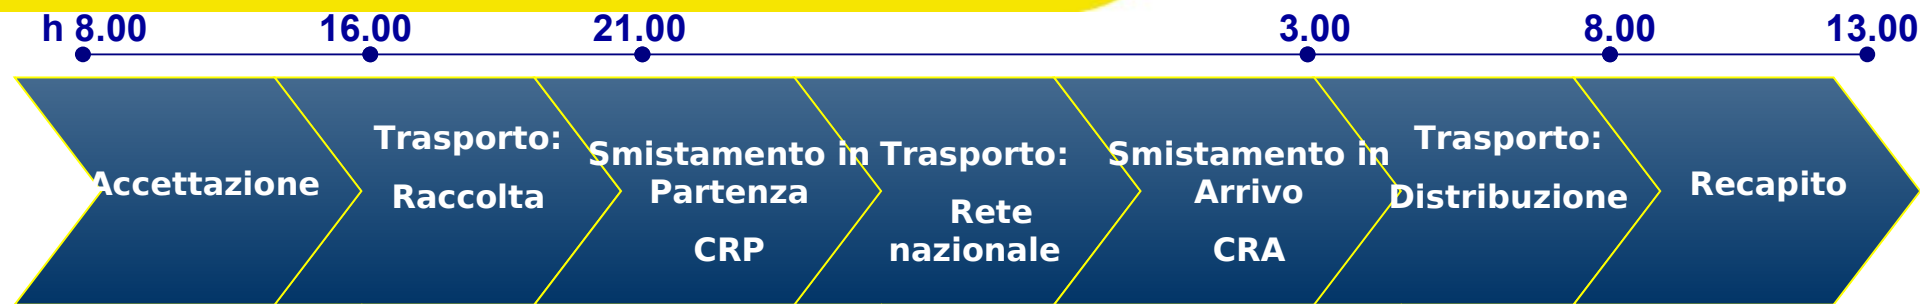 h 8.00 16.00 21.00 3.00 8.00 13.00
Accettazione
Trasporto:
Raccolta
Smistamento in
Partenza
CRP
Trasporto:
Rete
nazionale
Smistamento in
Arrivo
CRA
Trasporto:
Distribuzione
Recapito